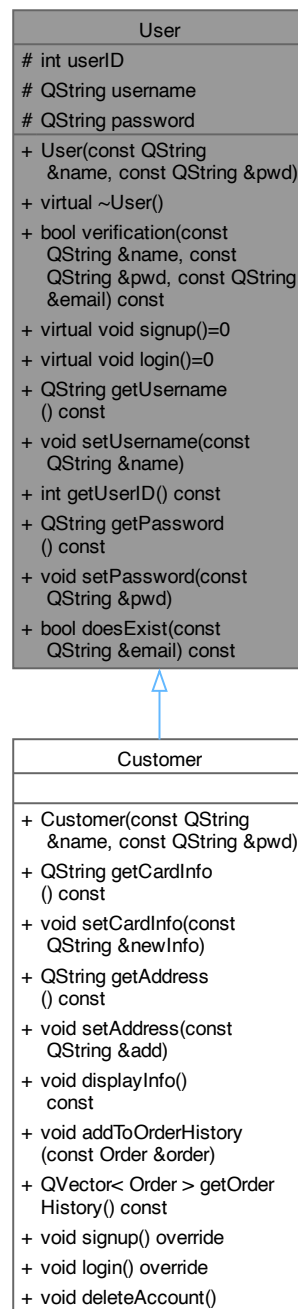 User
# int userID
# QString username
# QString password
+ User(const QString
&name, const QString &pwd)
+ virtual ~User()
+ bool verification(const
QString &name, const
QString &pwd, const QString
&email) const
+ virtual void signup()=0
+ virtual void login()=0
+ QString getUsername
() const
+ void setUsername(const
QString &name)
+ int getUserID() const
+ QString getPassword
() const
+ void setPassword(const
QString &pwd)
+ bool doesExist(const
QString &email) const
Customer
+ Customer(const QString
&name, const QString &pwd)
+ QString getCardInfo
() const
+ void setCardInfo(const
QString &newInfo)
+ QString getAddress
() const
+ void setAddress(const
QString &add)
+ void displayInfo()
const
+ void addToOrderHistory
(const Order &order)
+ QVector< Order > getOrder
History() const
+ void signup() override
+ void login() override
+ void deleteAccount()